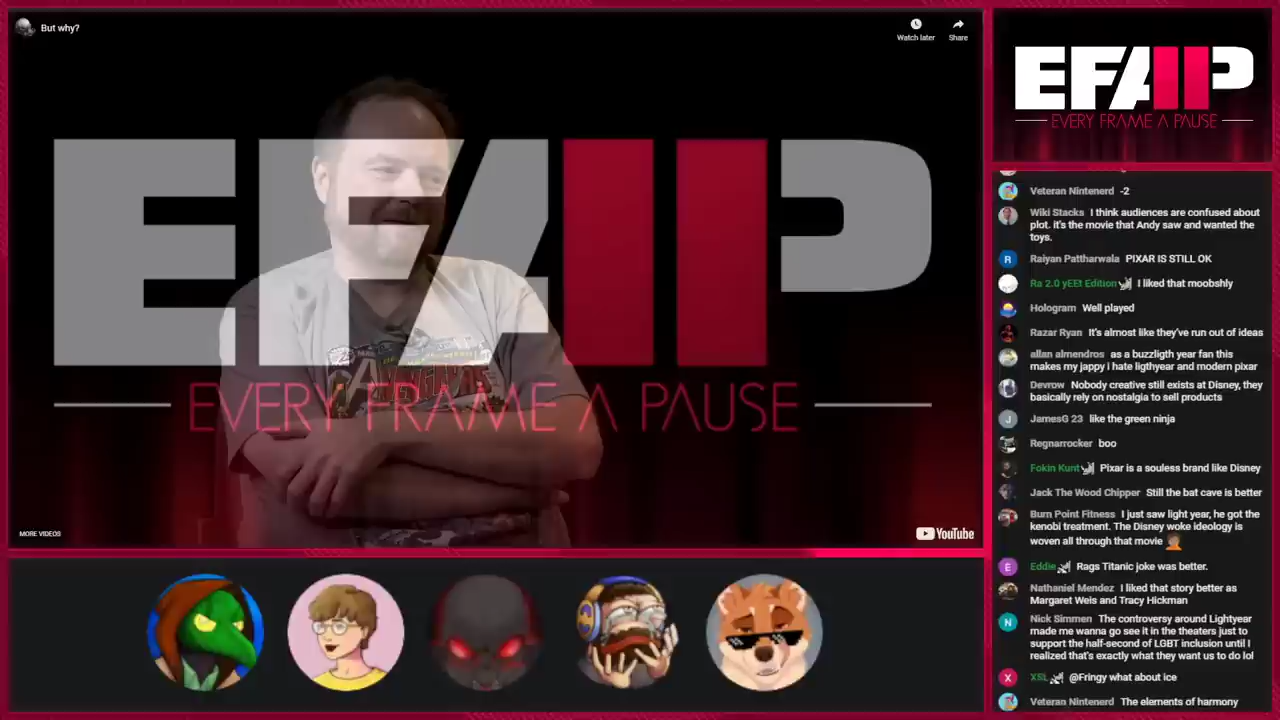 But why?
Watch later
Share
EFAP
EVERY FRAME A PAUSE
MORE VIDEOS
YouTube
EFAP
EVERY FRAME A PAUSE
Veteran Nintenerd -2
Wiki Stacks I think audiences are confused about
plot. it's the movie that Andy saw and wanted the
toys.
Raiyan Pattharwala PIXAR IS STILL OK
Ra 2.0 yEEt Edition I liked that moobshly
Hologram Well played
Razar Ryan It's almost like they've run out of ideas
allan almendros as a buzzligth year fan this
makes my jappy i hate ligthyear and modern pixar
Devrow Nobody creative still exists at Disney, they
basically rely on nostalgia to sell products
JamesG 23 like the green ninja
Regnarrocker boo
Fokin Kunt Pixar is a souless brand like Disney
Jack The Wood Chipper Still the bat cave is better
Burn Point Fitness I just saw light year, he got the
kenobi treatment. The Disney woke ideology is
woven all through that movie
Eddie Rags Titanic joke was better.
Nathaniel Mendez I liked that story better as
Margaret Weis and Tracy Hickman
Nick Simmen The controversy around Lightyear
made me wanna go see it in the theaters just to
support the half-second of LGBT inclusion until I
realized that's exactly what they want us to do lol
X5L @Fringy what about ice
Veteran Nintenerd The elements of harmony